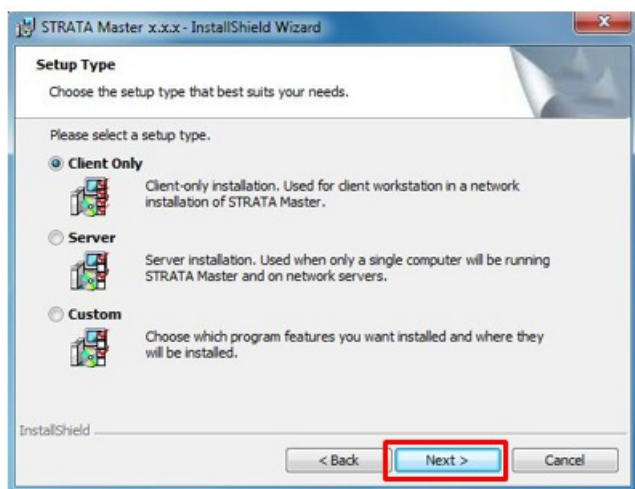 STRATA Master x.x.x - InstallShield Wizard
Setup Type
Choose the setup type that best suits your needs.
Please select a setup type.
Client Only
Client-only installation. Used for client workstation in a network
installation of STRATA Master.
Server
Server installation. Used when only a single computer will be running
STRATA Master and on network servers.
Custom
Choose which program features you want installed and where they
will be installed.
InstallShield
< Back
Next >
Cancel